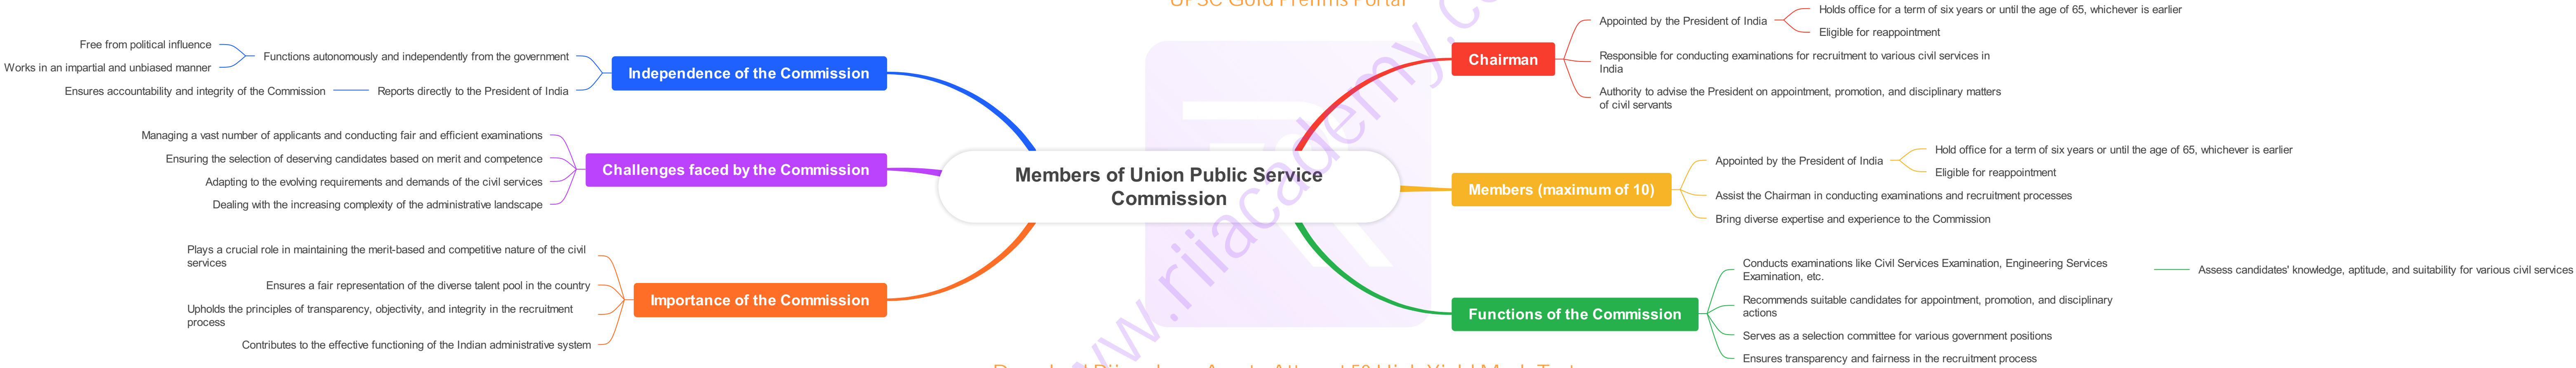 UPSC Gold Prelims Portal
Members of Union Public Service
Commission
Chairman
Appointed by the President of India
Holds office for a term of six years or until the age of 65, whichever is earlier
Eligible for reappointment
Responsible for conducting examinations for recruitment to various civil services in
India
Authority to advise the President on appointment, promotion, and disciplinary matters
of civil servants
Members (maximum of 10)
Appointed by the President of India
Hold office for a term of six years or until the age of 65, whichever is earlier
Eligible for reappointment
Assist the Chairman in conducting examinations and recruitment processes
Bring diverse expertise and experience to the Commission
Functions of the Commission
Conducts examinations like Civil Services Examination, Engineering Services
Examination, etc.
Assess candidates' knowledge, aptitude, and suitability for various civil services
Recommends suitable candidates for appointment, promotion, and disciplinary
actions
Serves as a selection committee for various government positions
Ensures transparency and fairness in the recruitment process
Independence of the Commission
Functions autonomously and independently from the government
Free from political influence
Works in an impartial and unbiased manner
Reports directly to the President of India
Ensures accountability and integrity of the Commission
Challenges faced by the Commission
Managing a vast number of applicants and conducting fair and efficient examinations
Ensuring the selection of deserving candidates based on merit and competence
Adapting to the evolving requirements and demands of the civil services
Dealing with the increasing complexity of the administrative landscape
Importance of the Commission
Plays a crucial role in maintaining the merit-based and competitive nature of the civil
services
Ensures a fair representation of the diverse talent pool in the country
Upholds the principles of transparency, objectivity, and integrity in the recruitment
process
Contributes to the effective functioning of the Indian administrative system
www.rijiacademy.co